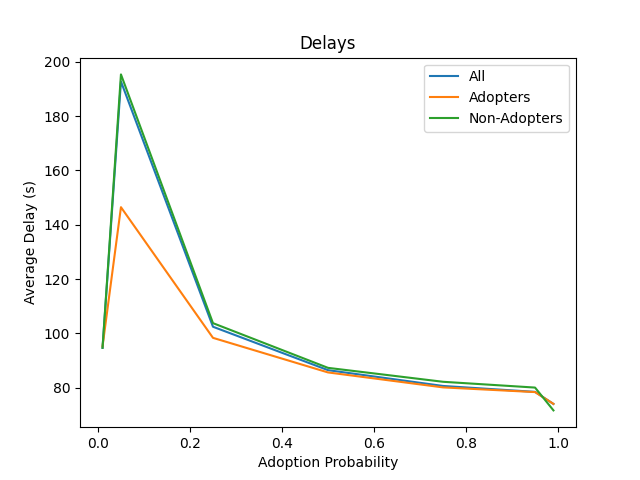 Delays
All
Adopters
Non-Adopters
Average Delay (s)
200
180
160
140
120
100
80
0.0 0.2 0.4 0.6 0.8 1.0
Adoption Probability